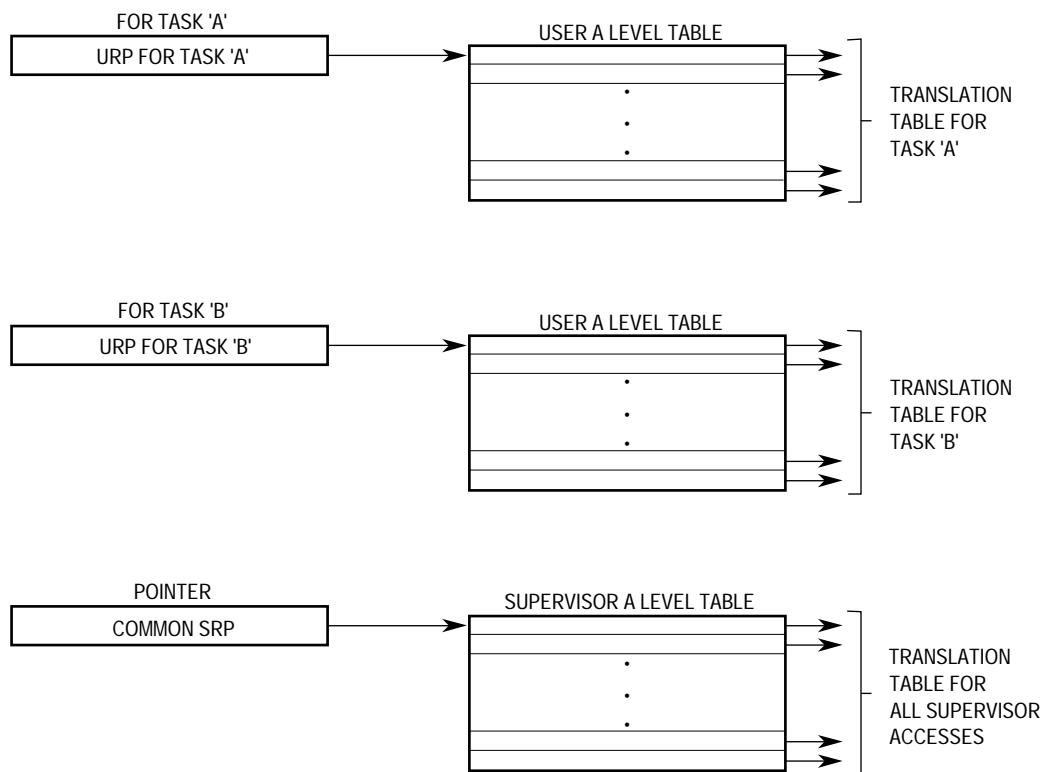 FOR TASK 'A'
URP FOR TASK 'A'
USER A LEVEL TABLE
TRANSLATION
TABLE FOR
TASK 'A'
FOR TASK 'B'
URP FOR TASK 'B'
USER A LEVEL TABLE
TRANSLATION
TABLE FOR
TASK 'B'
POINTER
COMMON SRP
SUPERVISOR A LEVEL TABLE
TRANSLATION
TABLE FOR
ALL SUPERVISOR
ACCESSES